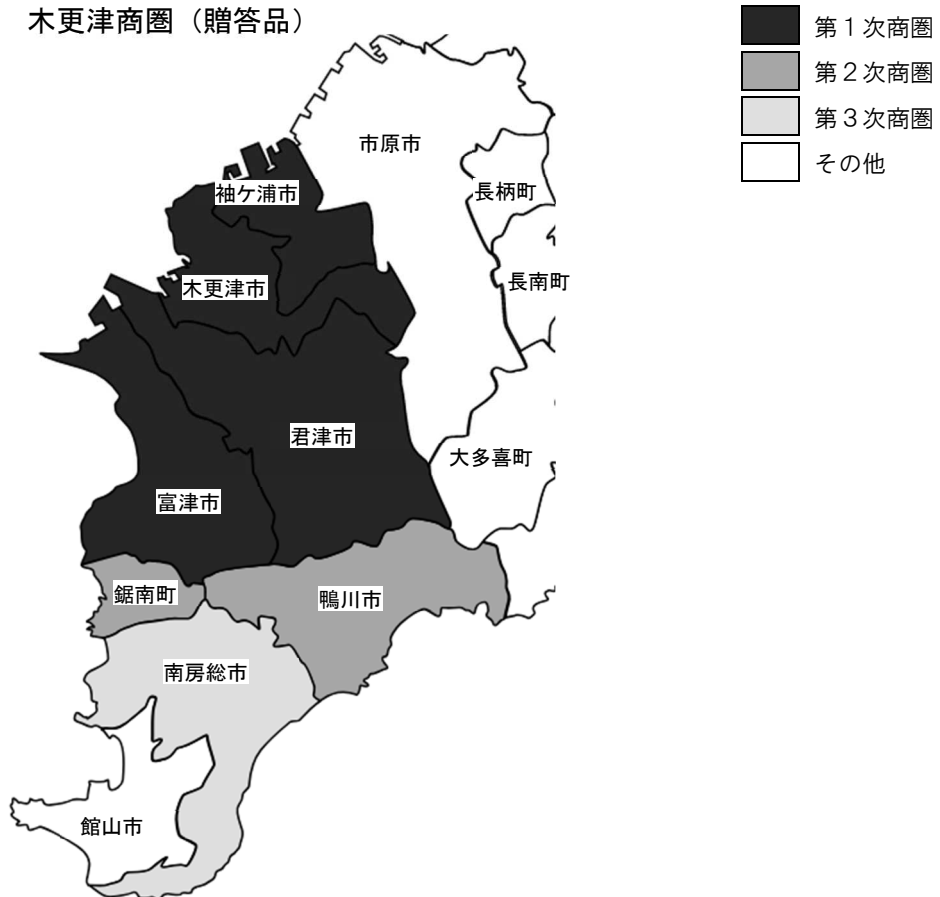 木更津商圏（贈答品）
第１次商圏
第２次商圏
第３次商圏
その他
市原市
長柄町
袖ケ浦市
長南町
木更津市
君津市
大多喜町
富津市
鋸南町
鴨川市
南房総市
館山市